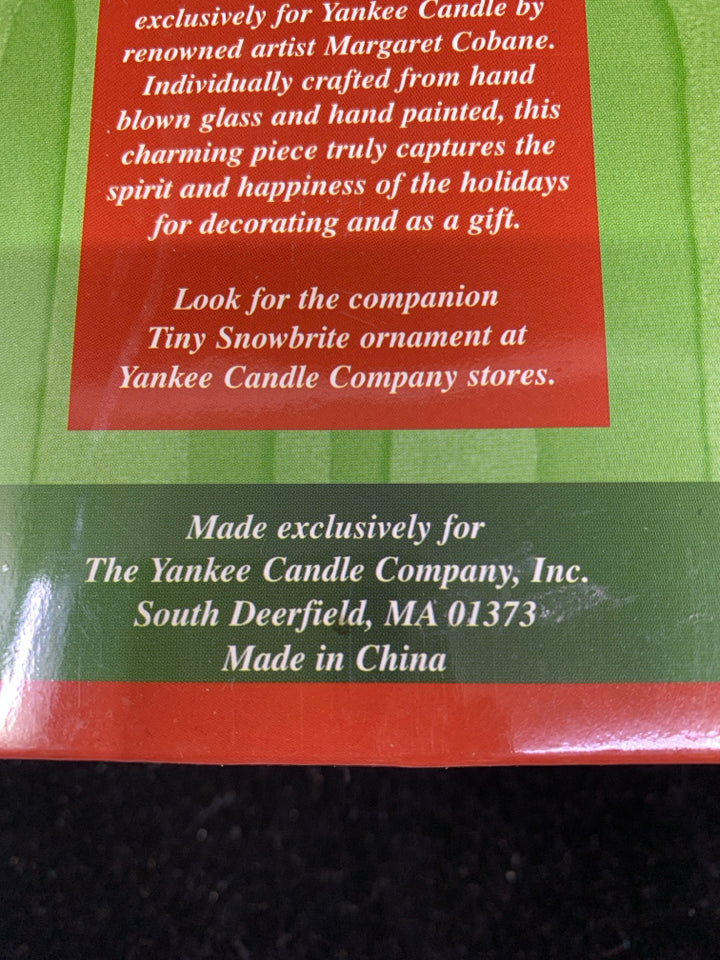 exclusively for Yankee Candle by
renowned artist Margaret Cobane.
Individually crafted from hand
blown glass and hand painted, this
charming piece truly captures the
spirit and happiness of the holidays
for decorating and as a gift.
Look for the companion
Tiny Snowbrite ornament at
Yankee Candle Company stores.
Made exclusively for
The Yankee Candle Company, Inc.
South Deerfield, MA 01373
Made in China